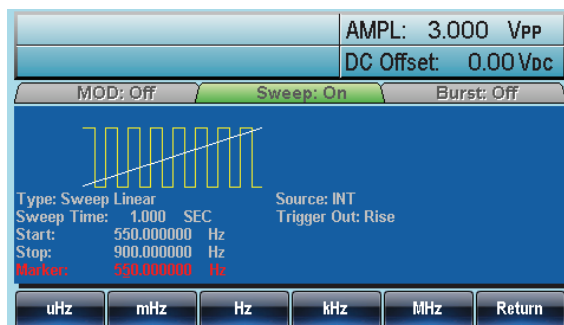 AMPL: 3.000 VPP
DC Offset: 0.00 VDC
MOD: Off Sweep: On Burst: Off
Type: Sweep Linear Source: INT
Sweep Time: 1.000 SEC Trigger Out: Rise
Start: 550.000000 Hz
Stop: 900.000000 Hz
Marker: 550.000000 Hz
uHz mHz Hz kHz MHz Return